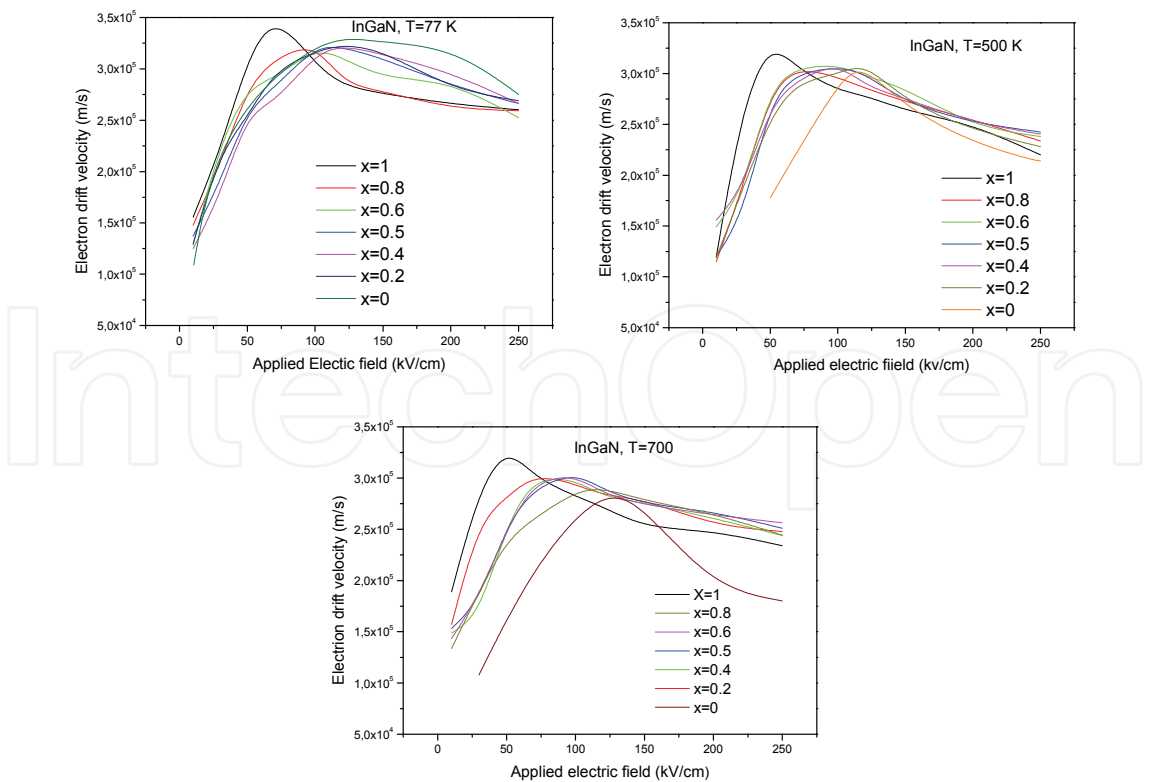 InGaN, T=77 K
Electron drift velocity (m/s)
3,5x10⁵
3,0x10⁵
2,5x10⁵
2,0x10⁵
1,5x10⁵
1,0x10⁵
5,0x10⁴
x=1
x=0.8
x=0.6
x=0.5
x=0.4
x=0.2
x=0
0 50 100 150 200 250
Applied Electic field (kV/cm)
InGaN, T=500 K
Electron drift velocity (m/s)
3,5x10⁵
3,0x10⁵
2,5x10⁵
2,0x10⁵
1,5x10⁵
1,0x10⁵
5,0x10⁴
x=1
x=0.8
x=0.6
x=0.5
x=0.4
x=0.2
x=0
0 50 100 150 200 250
Applied electric fiield (kv/cm)
IntechOpen
InGaN, T=700
Electrion drift velocity (m/s)
3,5x10⁵
3,0x10⁵
2,5x10⁵
2,0x10⁵
1,5x10⁵
1,0x10⁵
5,0x10⁴
X=1
x=0.8
x=0.6
x=0.5
x=0.4
x=0.2
x=0
0 50 100 150 200 250
Applied electric field (kV/cm)